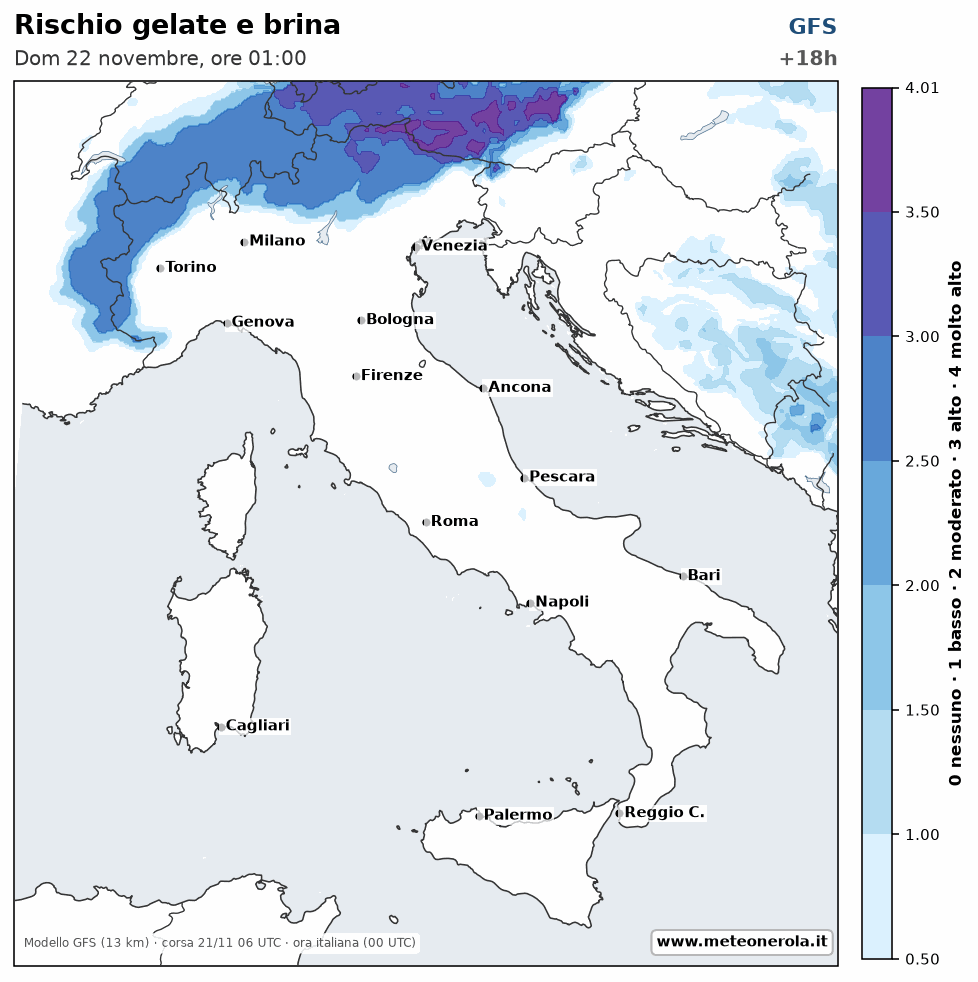 Rischio gelate e brina
GFS
Dom 22 novembre, ore 01:00
+18h
4.01
3.50
3.00
2.50
2.00
1.50
1.00
0.50
0 nessuno · 1 basso · 2 moderato · 3 alto · 4 molto alto
Milano
Venezia
Torino
Genova
Bologna
Firenze
Ancona
Pescara
Roma
Bari
Napoli
Cagliari
Palermo
Reggio C.
Modello GFS (13 km) · corsa 21/11 06 UTC · ora italiana (00 UTC)
www.meteonerola.it